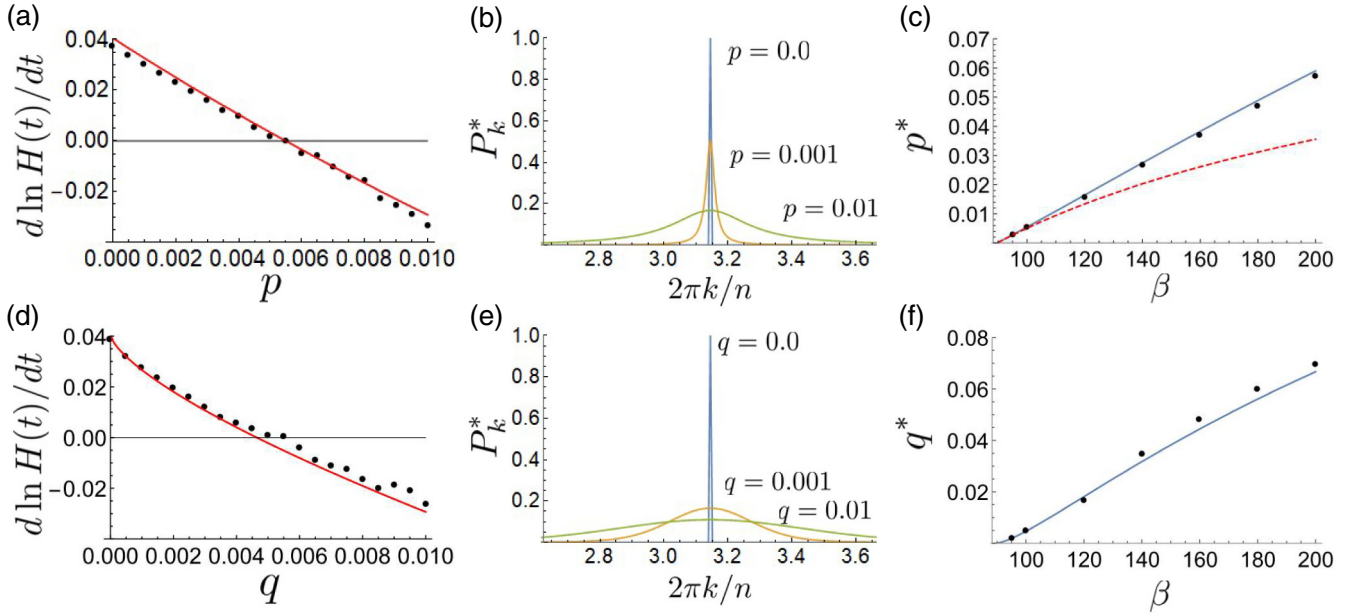 (a)
d ln H(t)/dt
0.04
0.02
0.00
−0.02
0.000 0.002 0.004 0.006 0.008 0.010
p
(b)
P*k
1.0
0.8
0.6
0.4
0.2
p = 0.0
p = 0.001
p = 0.01
2.8 3.0 3.2 3.4 3.6
2πk/n
(c)
p*
0.07
0.06
0.05
0.04
0.03
0.02
0.01
100 120 140 160 180 200
β
(d)
d ln H(t)/dt
0.04
0.02
0.00
−0.02
0.000 0.002 0.004 0.006 0.008 0.010
q
(e)
P*k
1.0
0.8
0.6
0.4
0.2
q = 0.0
q = 0.001
q = 0.01
2.8 3.0 3.2 3.4 3.6
2πk/n
(f)
q*
0.08
0.06
0.04
0.02
100 120 140 160 180 200
β